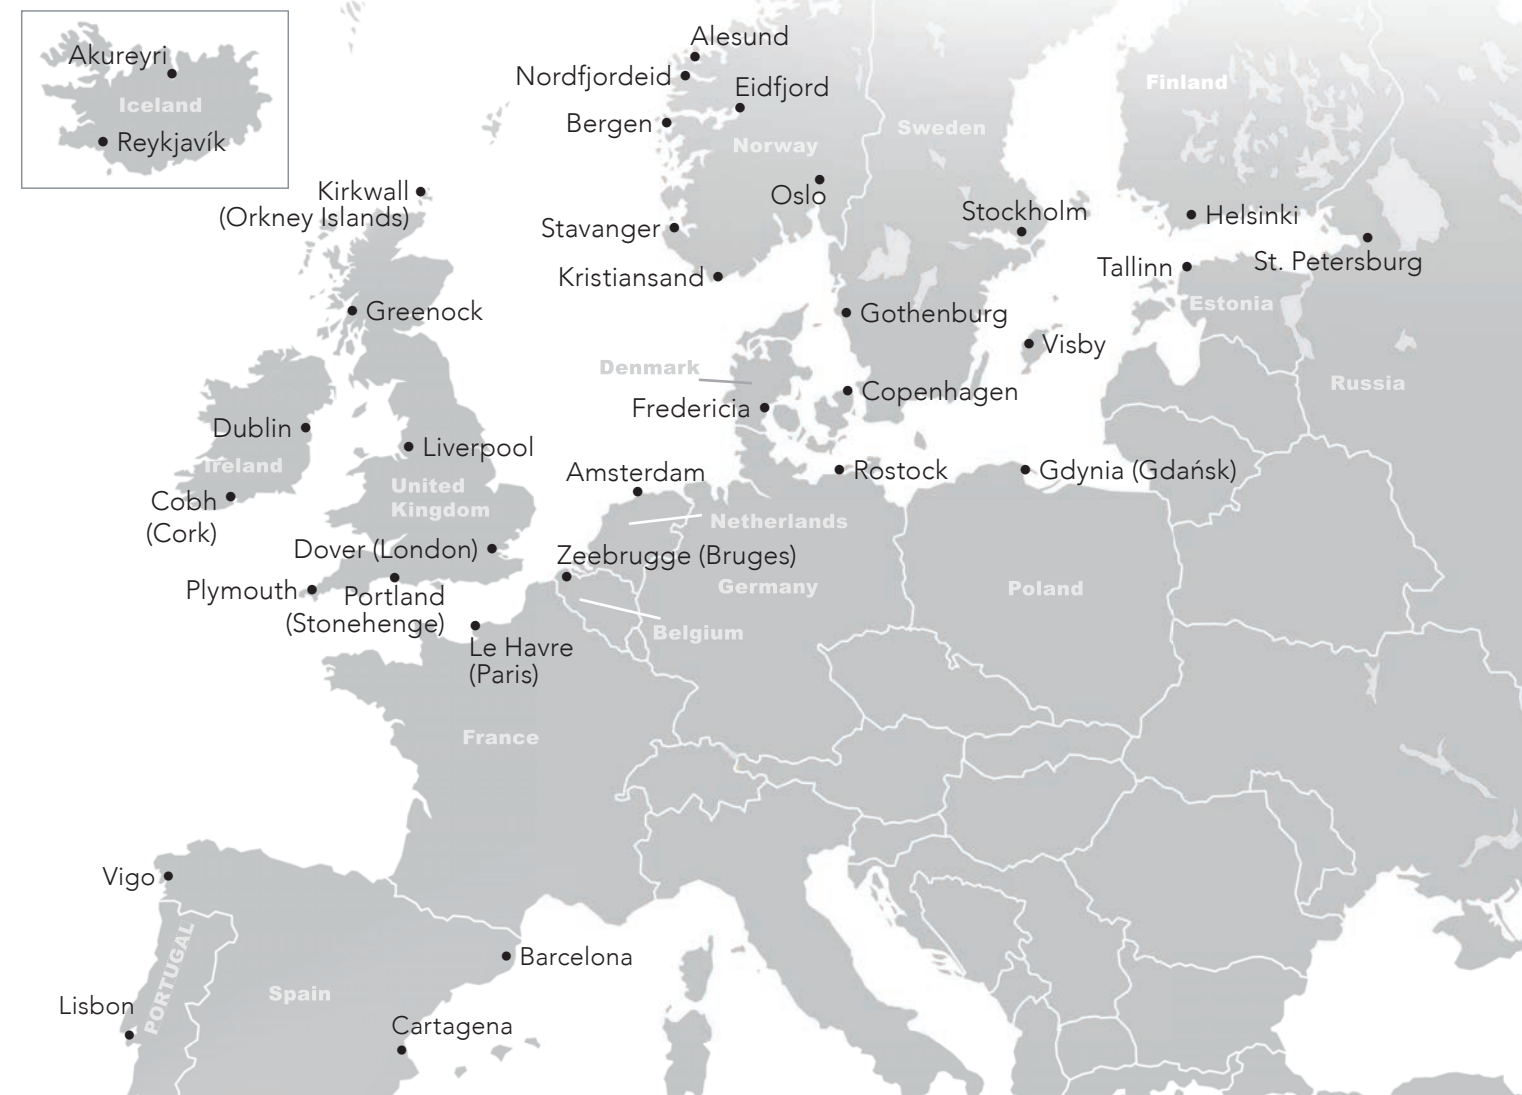 Akureyri
Iceland
Reykjavík
Kirkwall
(Orkney Islands)
Greenock
Dublin
Ireland
Cobh
(Cork)
Liverpool
United
Kingdom
Dover (London)
Plymouth
Portland
(Stonehenge)
Alesund
Nordfjordeid
Eidfjord
Bergen
Norway
Oslo
Stavanger
Kristiansand
Sweden
Stockholm
Gothenburg
Visby
Finland
Helsinki
Tallinn
St. Petersburg
Estonia
Russia
Denmark
Copenhagen
Fredericia
Rostock
Gdynia (Gdańsk)
Amsterdam
Netherlands
Zeebrugge (Bruges)
Germany
Poland
Belgium
Le Havre
(Paris)
France
Vigo
PORTUGAL
Lisbon
Spain
Barcelona
Cartagena